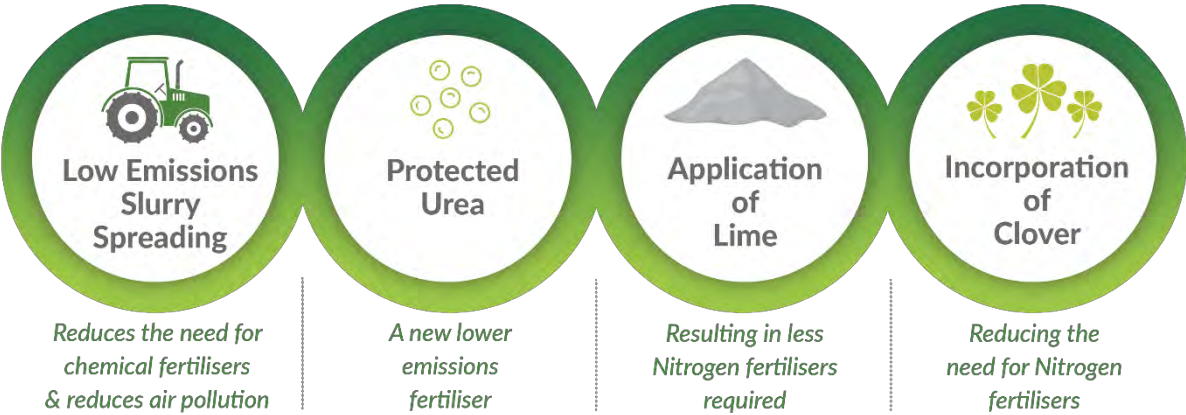 Low Emissions
Slurry
Spreading
Reduces the need for
chemical fertilisers
& reduces air pollution
Protected
Urea
A new lower
emissions
fertiliser
Application
of
Lime
Resulting in less
Nitrogen fertilisers
required
Incorporation
of
Clover
Reducing the
need for Nitrogen
fertilisers